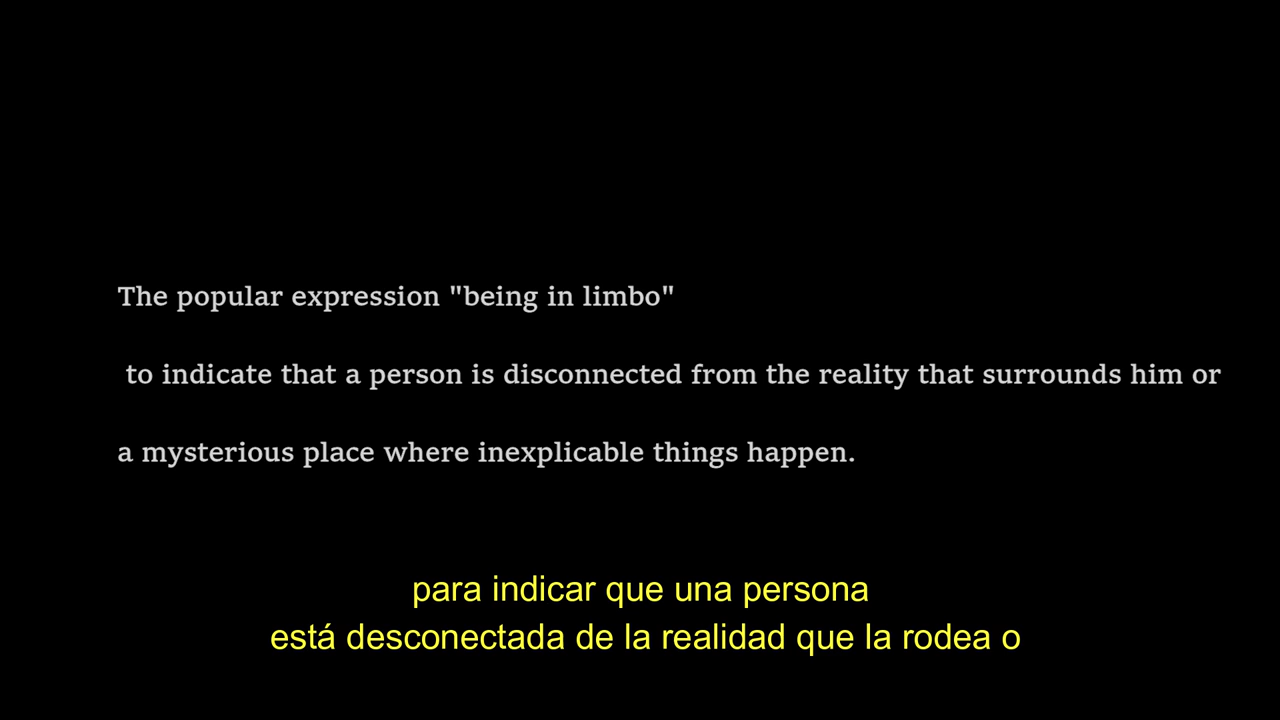 The popular expression "being in limbo"
to indicate that a person is disconnected from the reality that surrounds him or
a mysterious place where inexplicable things happen.
para indicar que una persona
está desconectada de la realidad que la rodea o